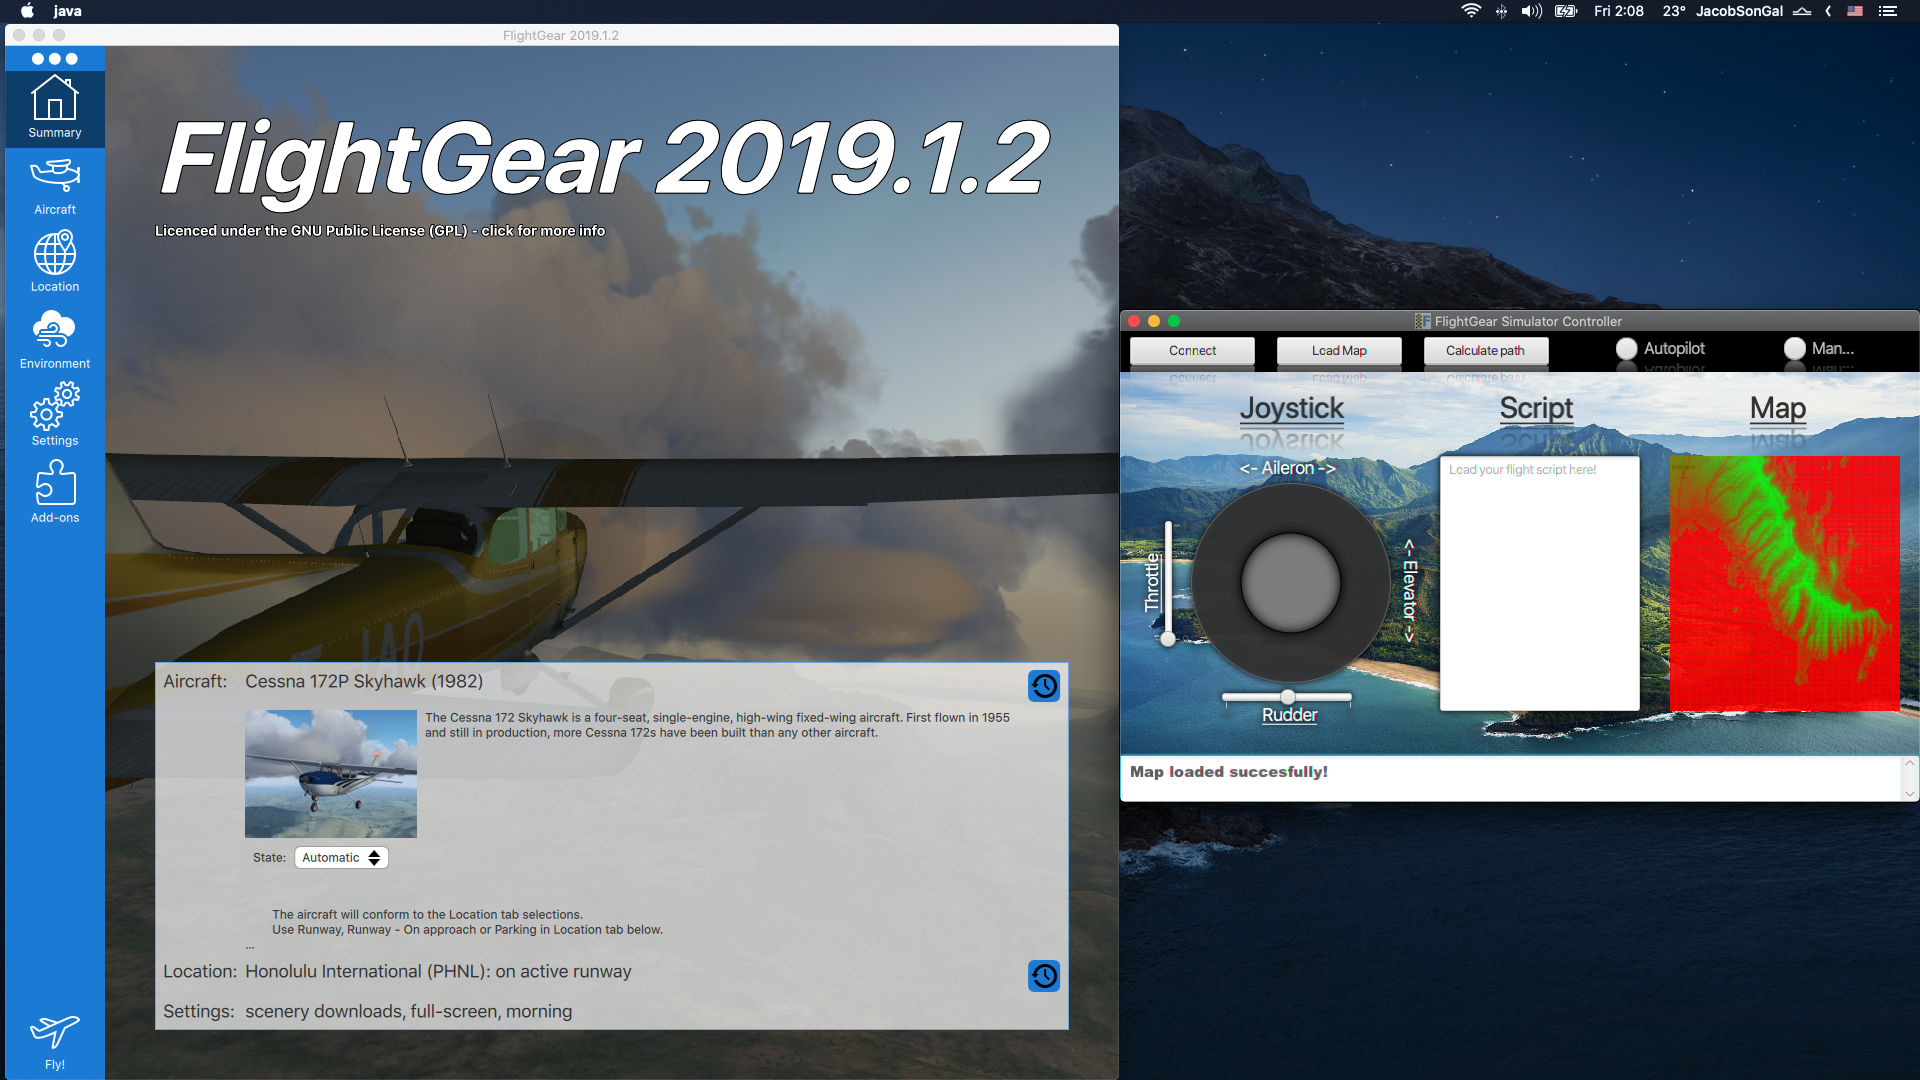 java
Fri 2:08
23°
JacobSonGal
FlightGear 2019.1.2
Summary
Aircraft
Location
Environment
Settings
Add-ons
Fly!
FlightGear 2019.1.2
Licenced under the GNU Public License (GPL) - click for more info
Aircraft: Cessna 172P Skyhawk (1982)
The Cessna 172 Skyhawk is a four-seat, single-engine, high-wing fixed-wing aircraft. First flown in 1955
and still in production, more Cessna 172s have been built than any other aircraft.
State: Automatic
The aircraft will conform to the Location tab selections.
Use Runway, Runway - On approach or Parking in Location tab below.
...
Location: Honolulu International (PHNL): on active runway
Settings: scenery downloads, full-screen, morning
FlightGear Simulator Controller
Connect
Load Map
Calculate path
Autopilot
Man...
Joystick
Script
Map
<- Aileron ->
Throttle
<- Elevator ->
Rudder
Load your flight script here!
Map loaded succesfully!